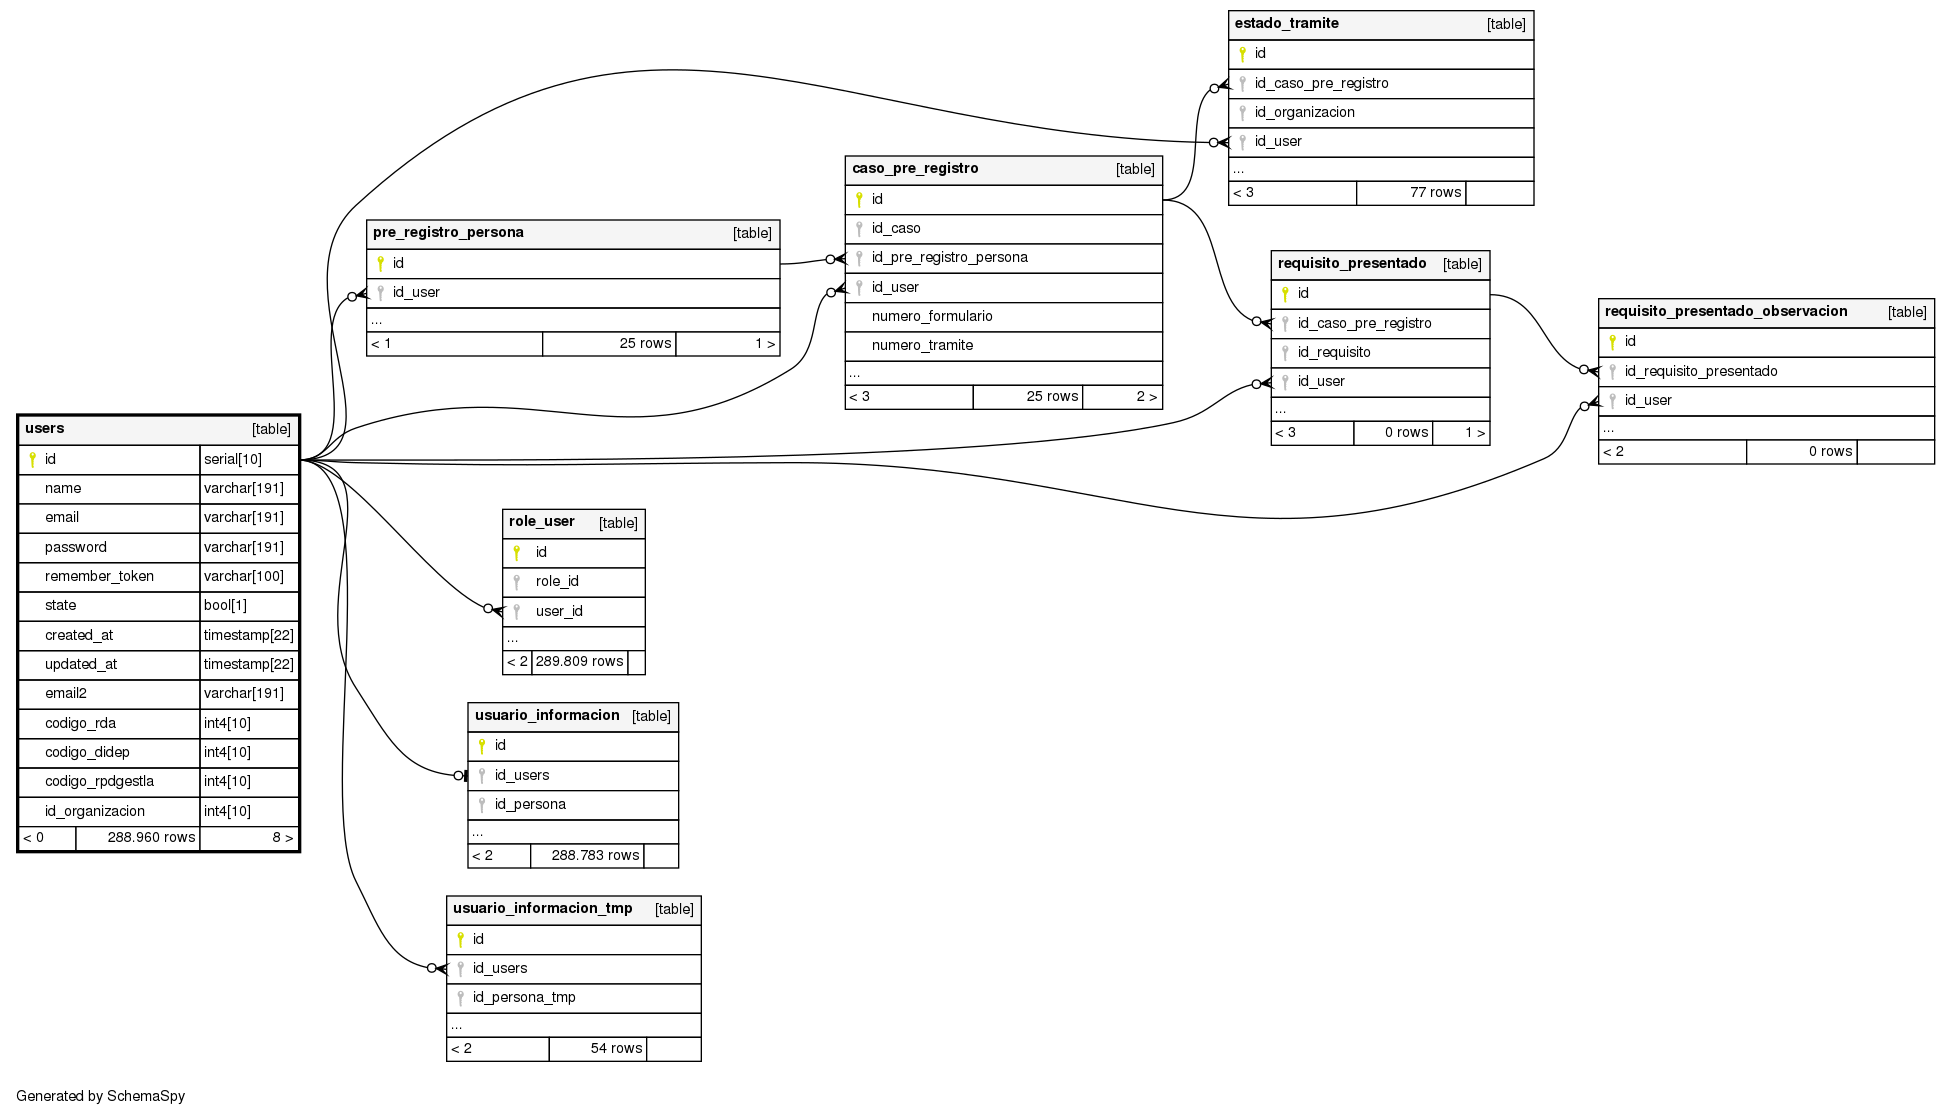 estado_tramite [table]
id
id_caso_pre_registro
id_organizacion
id_user
...
< 3 77 rows
caso_pre_registro [table]
id
id_caso
id_pre_registro_persona
id_user
numero_formulario
numero_tramite
...
< 3 25 rows 2 >
pre_registro_persona [table]
id
id_user
...
< 1 25 rows 1 >
requisito_presentado [table]
id
id_caso_pre_registro
id_requisito
id_user
...
< 3 0 rows 1 >
requisito_presentado_observacion [table]
id
id_requisito_presentado
id_user
...
< 2 0 rows
users [table]
id serial[10]
name varchar[191]
email varchar[191]
password varchar[191]
remember_token varchar[100]
state bool[1]
created_at timestamp[22]
updated_at timestamp[22]
email2 varchar[191]
codigo_rda int4[10]
codigo_didep int4[10]
codigo_rpdgestla int4[10]
id_organizacion int4[10]
< 0 288.960 rows 8 >
role_user [table]
id
role_id
user_id
...
< 2 289.809 rows
usuario_informacion [table]
id
id_users
id_persona
...
< 2 288.783 rows
usuario_informacion_tmp [table]
id
id_users
id_persona_tmp
...
< 2 54 rows
Generated by SchemaSpy